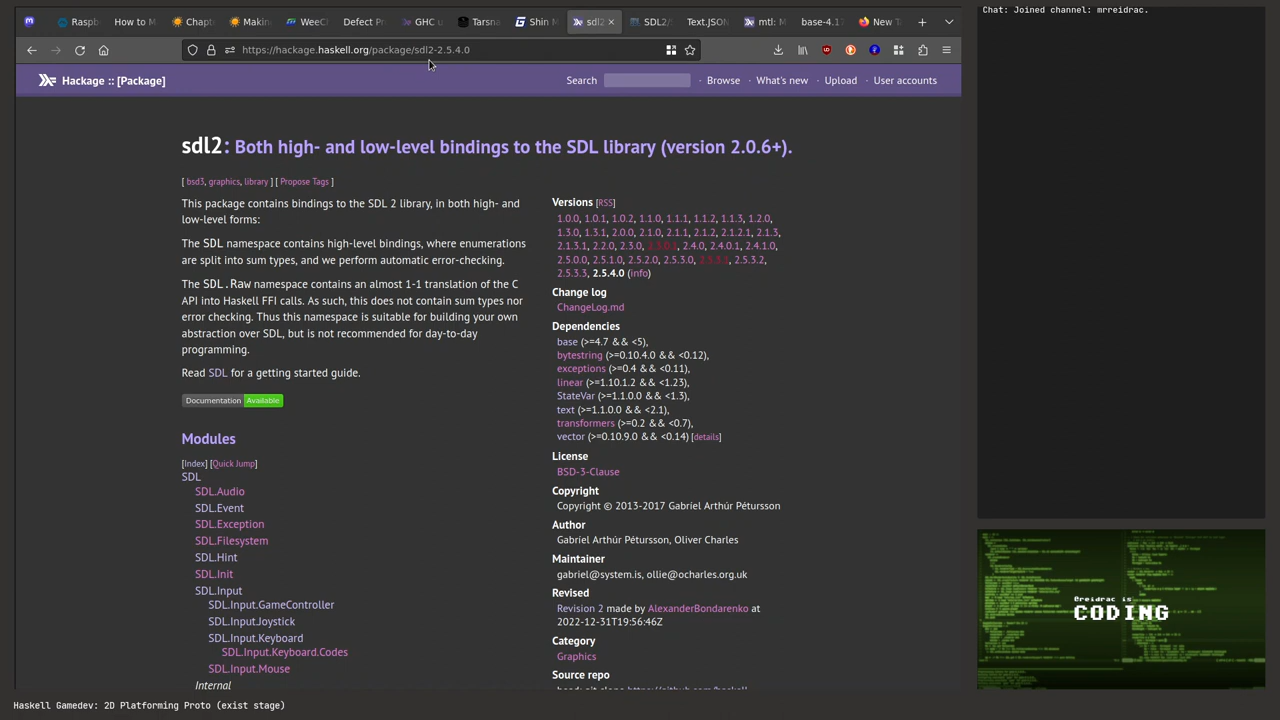 Raspb
How to M
Chapte
Makin
WeeC
Defect Pr
GHC u
Tarsna
Shin M
sdl2
SDL2/
Text.JSON
mtl: M
base-4.17
New T
https://hackage.haskell.org/package/sdl2-2.5.4.0
Hackage :: [Package]
Search · Browse · What's new · Upload · User accounts
sdl2: Both high- and low-level bindings to the SDL library (version 2.0.6+).
[ bsd3, graphics, library ] [ Propose Tags ]
This package contains bindings to the SDL 2 library, in both high- and
low-level forms:
The SDL namespace contains high-level bindings, where enumerations
are split into sum types, and we perform automatic error-checking.
The SDL.Raw namespace contains an almost 1-1 translation of the C
API into Haskell FFI calls. As such, this does not contain sum types nor
error checking. Thus this namespace is suitable for building your own
abstraction over SDL, but is not recommended for day-to-day
programming.
Read SDL for a getting started guide.
Documentation Available
Modules
[Index] [Quick Jump]
SDL
SDL.Audio
SDL.Event
SDL.Exception
SDL.Filesystem
SDL.Hint
SDL.Init
SDL.Input
SDL.Input.GameController
SDL.Input.Joystick
SDL.Input.Keyboard
SDL.Input.Keyboard.Codes
SDL.Input.Mouse
Internal
Versions [RSS]
1.0.0, 1.0.1, 1.0.2, 1.1.0, 1.1.1, 1.1.2, 1.1.3, 1.2.0,
1.3.0, 1.3.1, 2.0.0, 2.1.0, 2.1.1, 2.1.2, 2.1.2.1, 2.1.3,
2.1.3.1, 2.2.0, 2.3.0, 2.3.0.1, 2.4.0, 2.4.0.1, 2.4.1.0,
2.5.0.0, 2.5.1.0, 2.5.2.0, 2.5.3.0, 2.5.3.1, 2.5.3.2,
2.5.3.3, 2.5.4.0 (info)
Change log
ChangeLog.md
Dependencies
base (>=4.7 && <5),
bytestring (>=0.10.4.0 && <0.12),
exceptions (>=0.4 && <0.11),
linear (>=1.10.1.2 && <1.23),
StateVar (>=1.1.0.0 && <1.3),
text (>=1.1.0.0 && <2.1),
transformers (>=0.2 && <0.7),
vector (>=0.10.9.0 && <0.14) [details]
License
BSD-3-Clause
Copyright
Copyright © 2013-2017 Gabríel Arthúr Pétursson
Author
Gabríel Arthúr Pétursson, Oliver Charles
Maintainer
gabriel@system.is, ollie@ocharles.org.uk
Revised
Revision 2 made by AlexanderBondarenko at
2022-12-31T19:56:46Z
Category
Graphics
Source repo
Chat: Joined channel: mrreidrac.
@reidrac is
CODING
Haskell Gamedev: 2D Platforming Proto (exist stage)